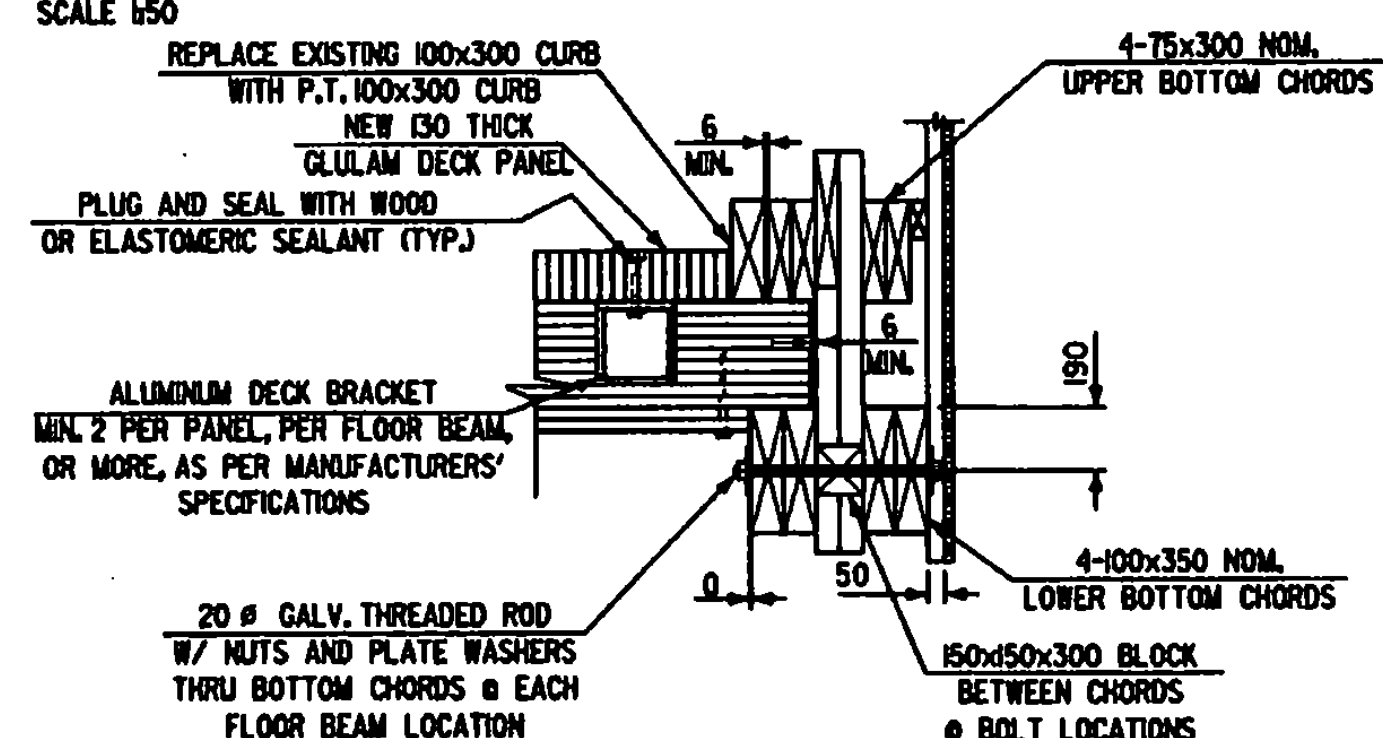 SCALE 1:50
REPLACE EXISTING 100x300 CURB
WITH P.T. 100x300 CURB
NEW 130 THICK
GLULAM DECK PANEL
PLUG AND SEAL WITH WOOD
OR ELASTOMERIC SEALANT (TYP.)
4-75x300 NOM.
UPPER BOTTOM CHORDS
6
MIN.
6
MIN.
190
ALUMINUM DECK BRACKET
MIN. 2 PER PANEL, PER FLOOR BEAM,
OR MORE, AS PER MANUFACTURERS'
SPECIFICATIONS
0
50
4-100x350 NOM.
LOWER BOTTOM CHORDS
20 ø GALV. THREADED ROD
W/ NUTS AND PLATE WASHERS
THRU BOTTOM CHORDS @ EACH
FLOOR BEAM LOCATION
150x150x300 BLOCK
BETWEEN CHORDS
@ BOLT LOCATIONS